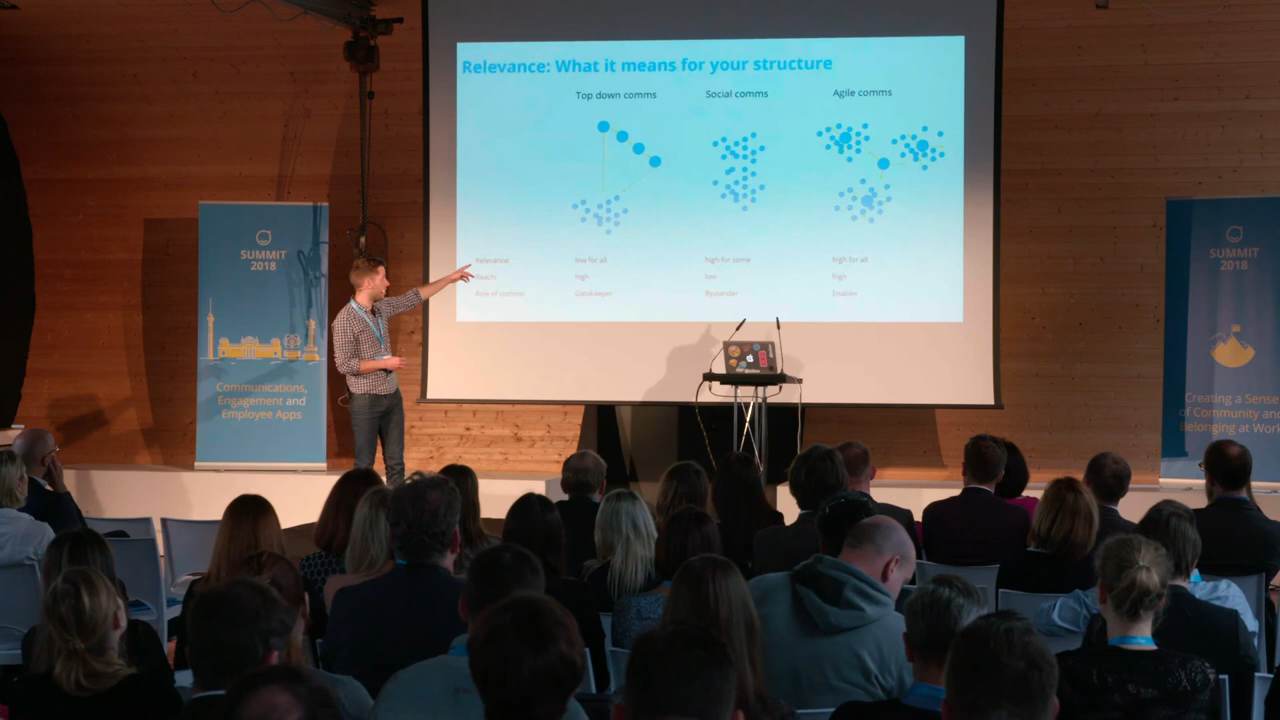 Relevance: What it means for your structure
Top down comms Social comms Agile comms
Relevance: low for all high for some high for all
Reach: high low high
Role of comms: Gatekeeper Bystander Enabler
SUMMIT
2018
Communications,
Engagement and
Employee Apps
SUMMIT
2018
Creating a Sense
of Community and
Belonging at Work